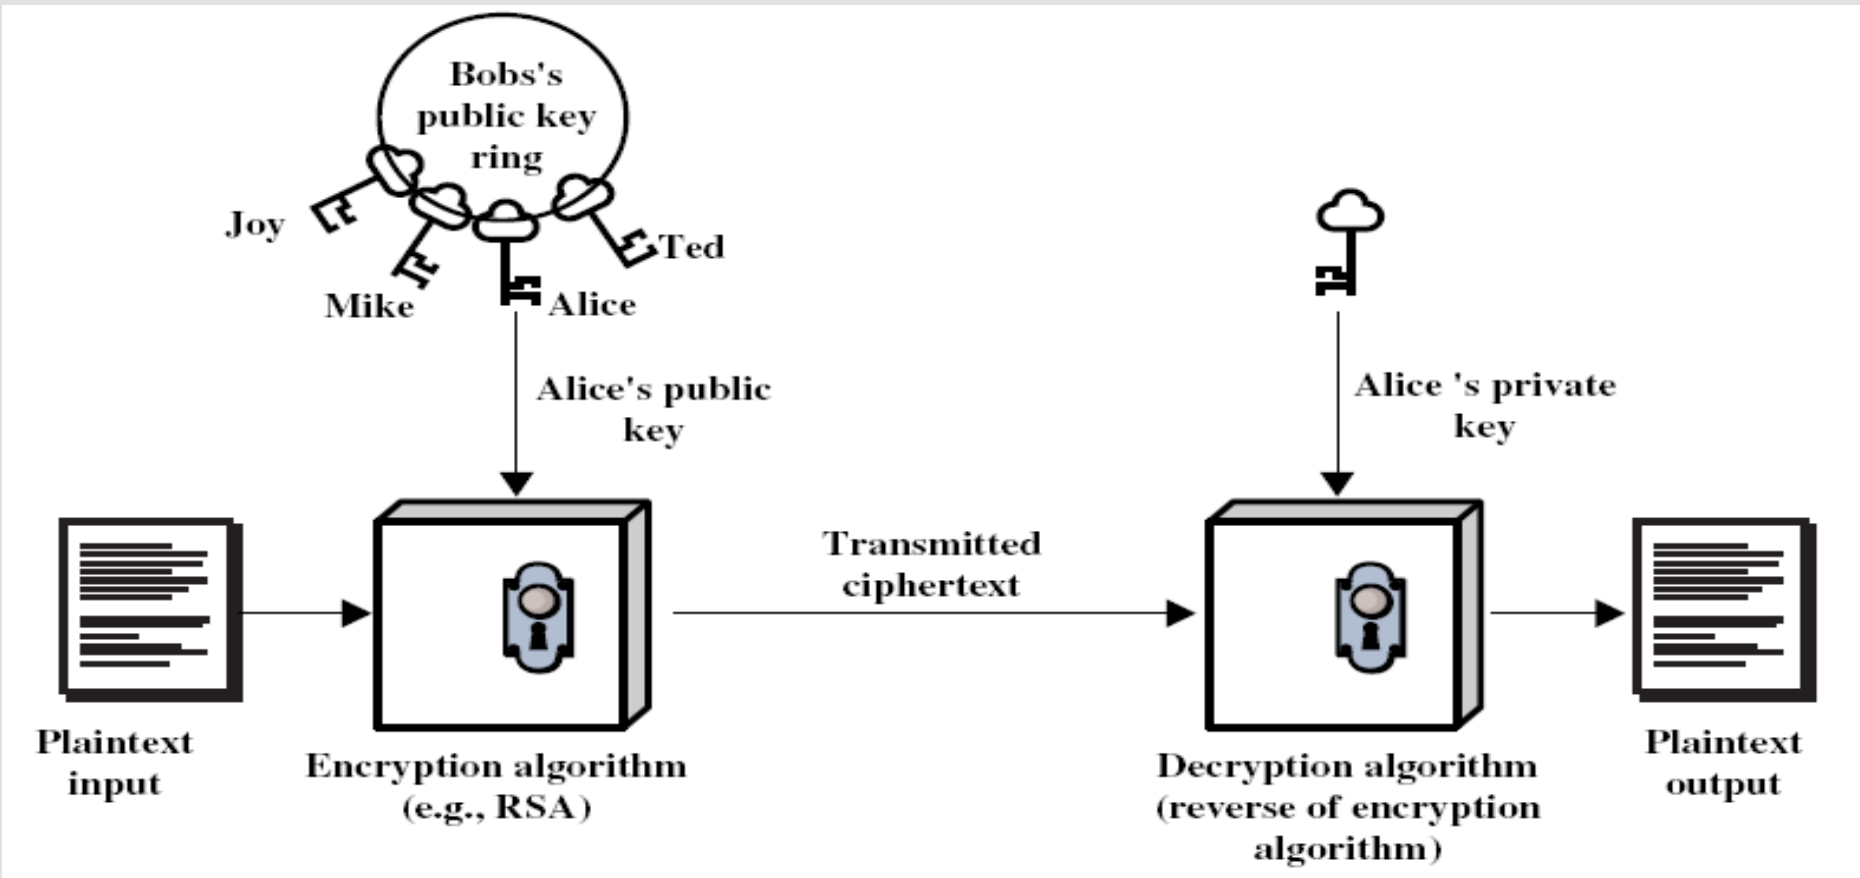 Bobs's
public key
ring
Joy
Ted
Mike
Alice
Alice's public
key
Alice 's private
key
Transmitted
ciphertext
Plaintext
input
Encryption algorithm
(e.g., RSA)
Decryption algorithm
(reverse of encryption
algorithm)
Plaintext
output